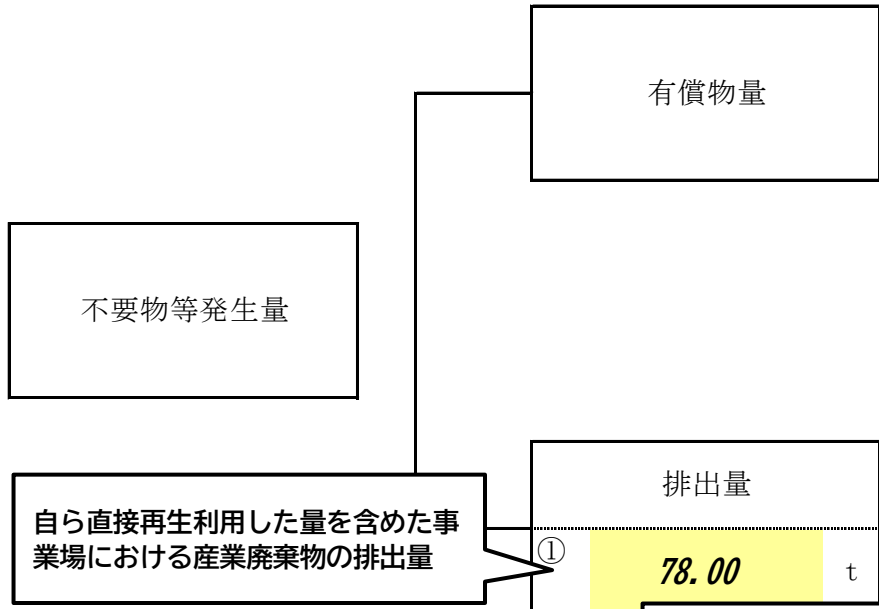 有償物量
不要物等発生量
排出量
自ら直接再生利用した量を含めた事
業場における産業廃棄物の排出量
① 78.00 t